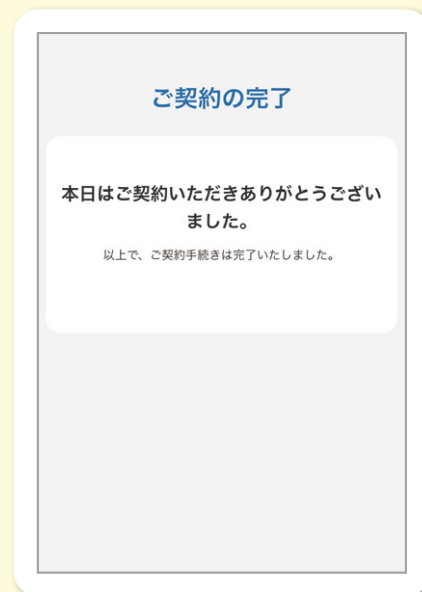 ご契約の完了
本日はご契約いただきありがとうござい
ました。
以上で、ご契約手続きは完了いたしました。